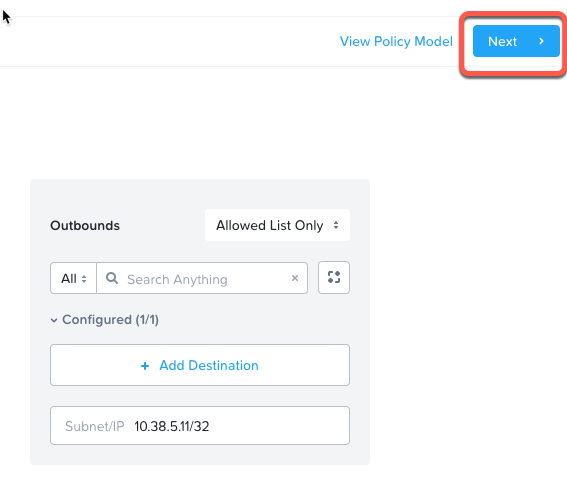 View Policy Model
Next
Outbounds
Allowed List Only
All
Search Anything
Configured (1/1)
+ Add Destination
Subnet/IP 10.38.5.11/32